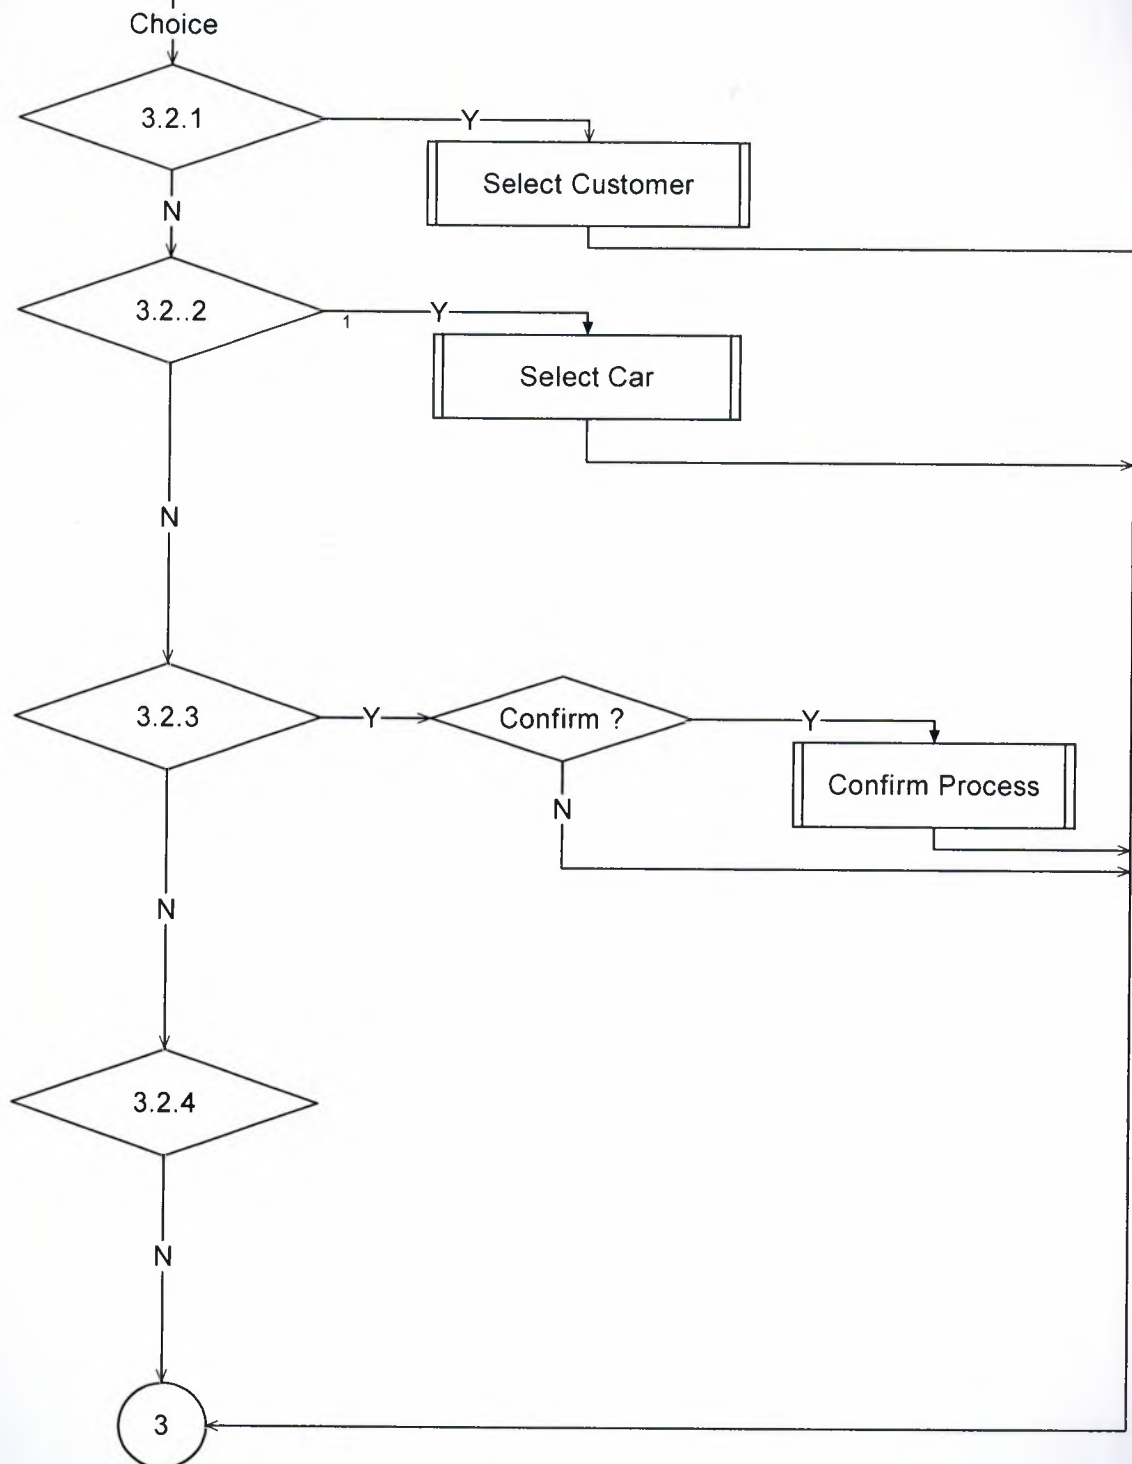 Choice
3.2.1
Y
Select Customer
N
3.2..2
1
Y
Select Car
N
3.2.3
Y
Confirm ?
Y
Confirm Process
N
N
3.2.4
N
3